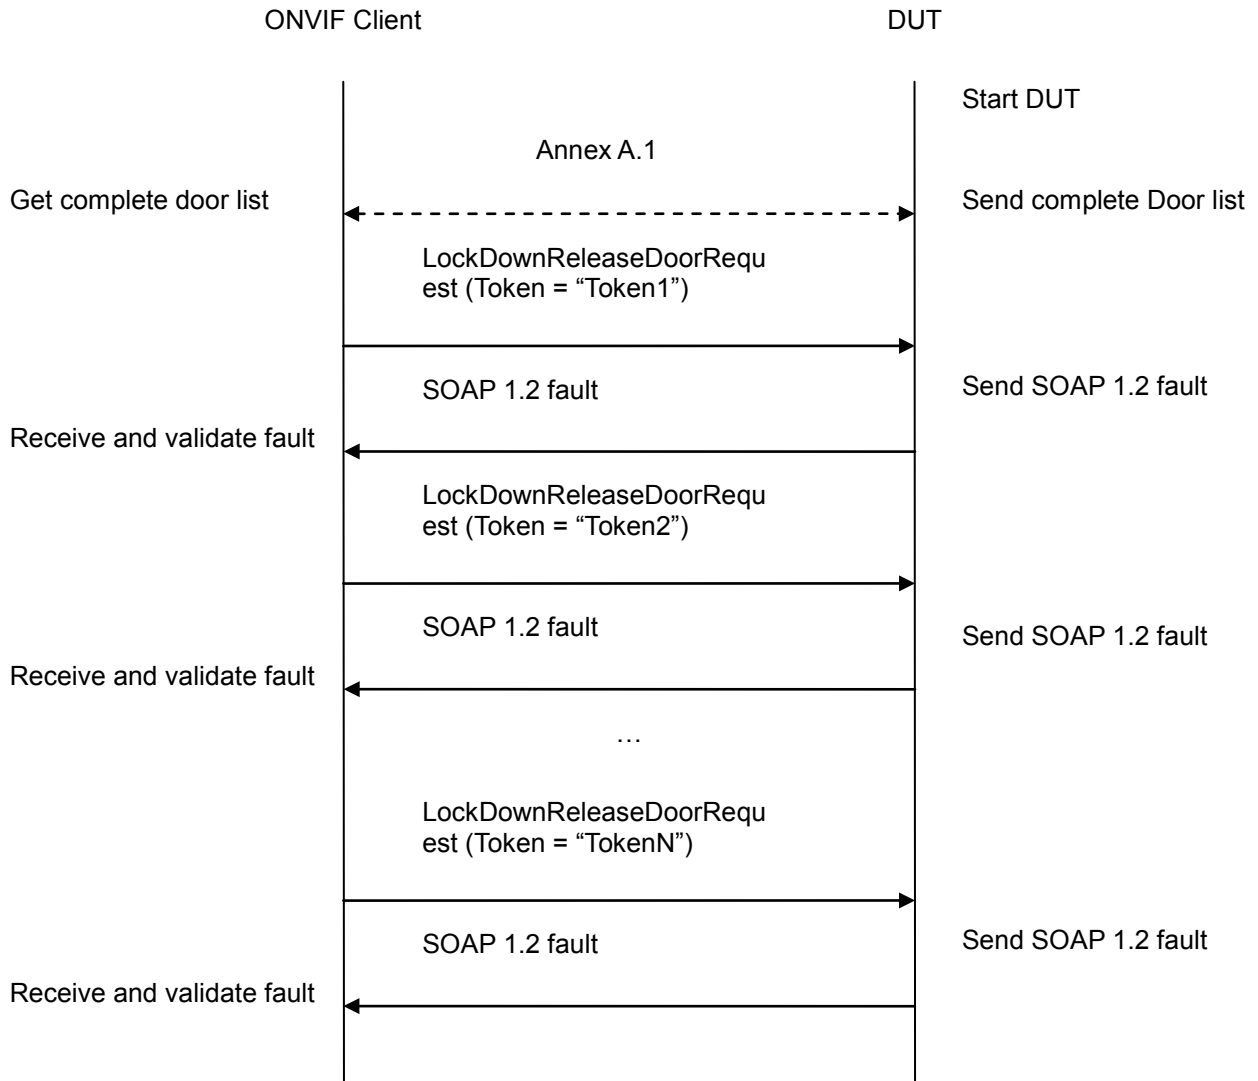 ONVIF Client
DUT
Start DUT
Annex A.1
Get complete door list
Send complete Door list
LockDownReleaseDoorRequ
est (Token = “Token1”)
SOAP 1.2 fault
Send SOAP 1.2 fault
Receive and validate fault
LockDownReleaseDoorRequ
est (Token = “Token2”)
SOAP 1.2 fault
Send SOAP 1.2 fault
Receive and validate fault
…
LockDownReleaseDoorRequ
est (Token = “TokenN”)
SOAP 1.2 fault
Send SOAP 1.2 fault
Receive and validate fault